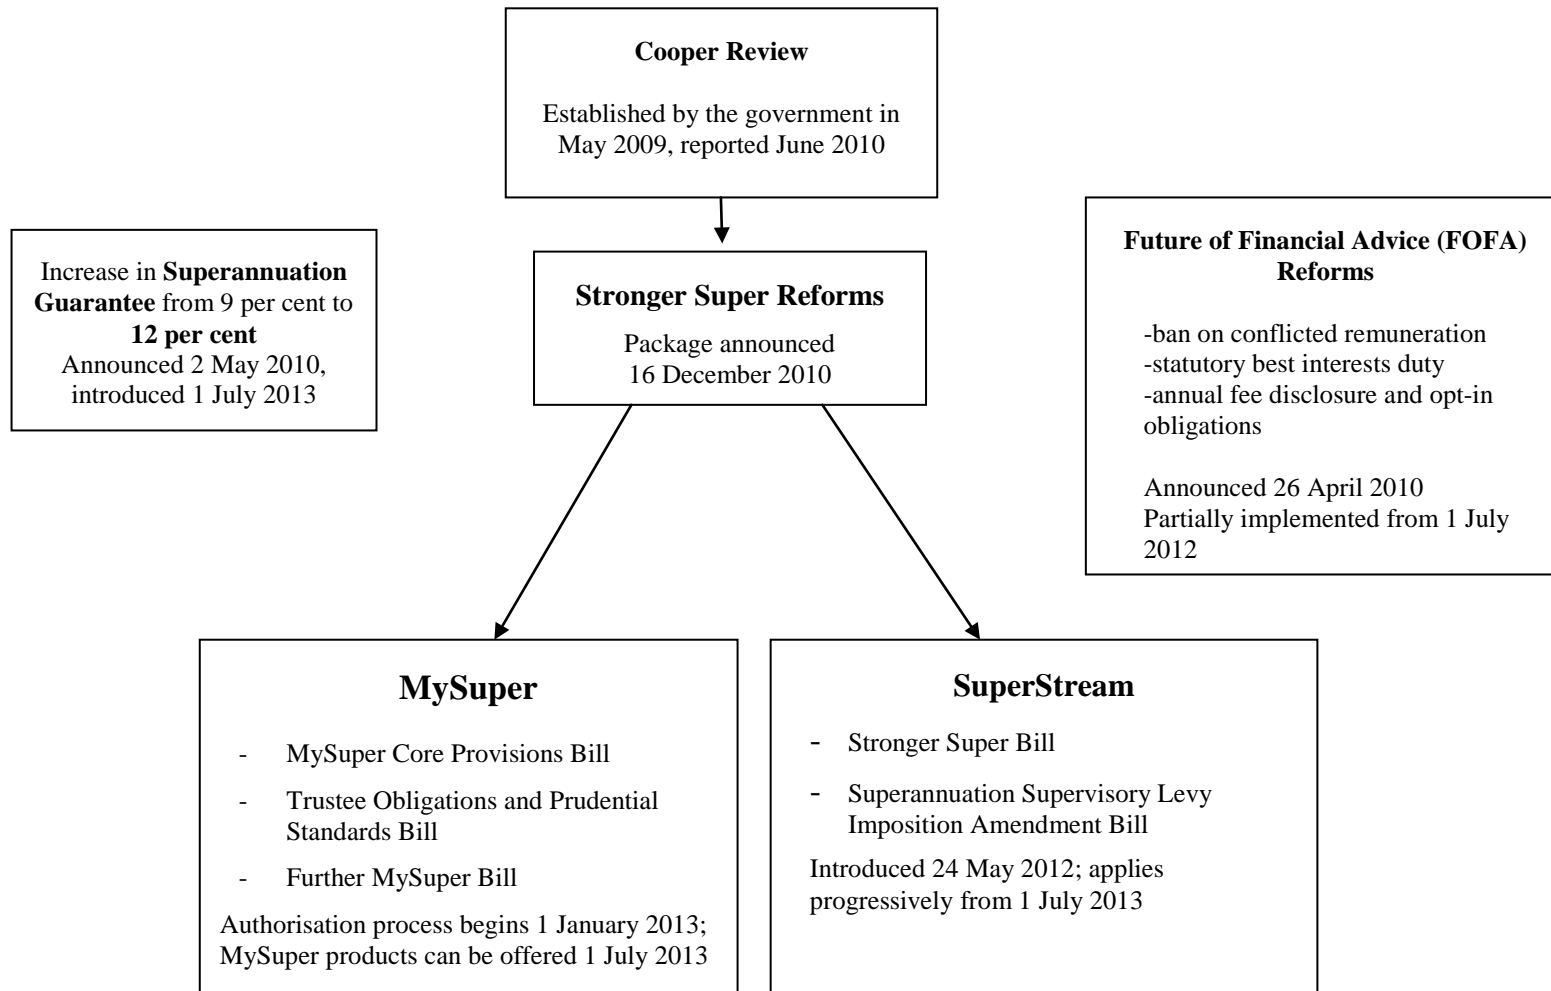 Cooper Review
Established by the government in
May 2009, reported June 2010
Increase in Superannuation
Guarantee from 9 per cent to
12 per cent
Announced 2 May 2010,
introduced 1 July 2013
Stronger Super Reforms
Package announced
16 December 2010
Future of Financial Advice (FOFA)
Reforms
-ban on conflicted remuneration
-statutory best interests duty
-annual fee disclosure and opt-in
obligations
Announced 26 April 2010
Partially implemented from 1 July
2012
MySuper
- MySuper Core Provisions Bill
- Trustee Obligations and Prudential
Standards Bill
- Further MySuper Bill
Authorisation process begins 1 January 2013;
MySuper products can be offered 1 July 2013
SuperStream
- Stronger Super Bill
- Superannuation Supervisory Levy
Imposition Amendment Bill
Introduced 24 May 2012; applies
progressively from 1 July 2013